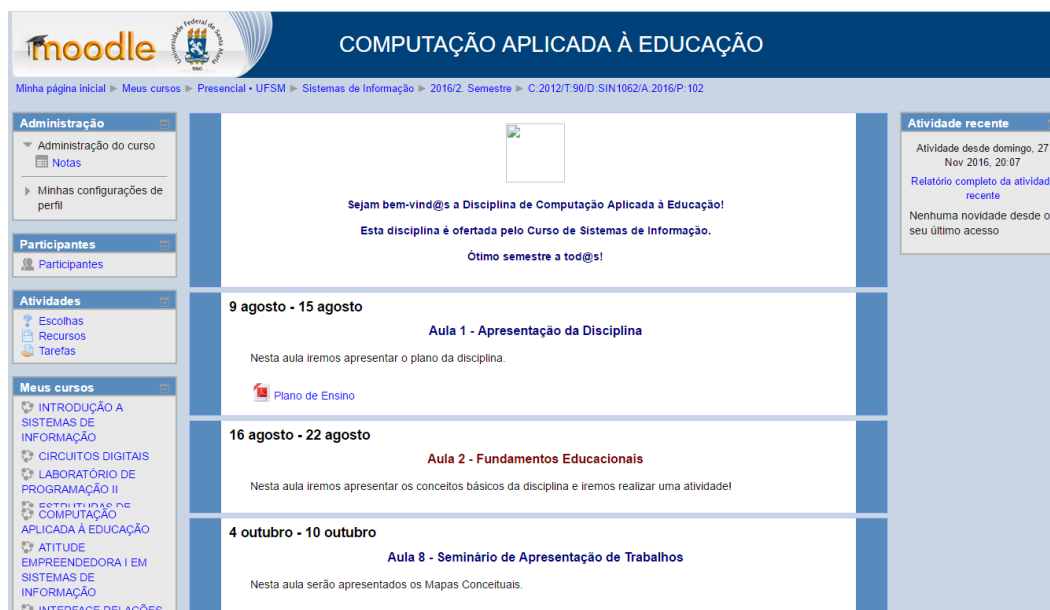 moodle
Universidade Federal de Santa Maria
1960
COMPUTAÇÃO APLICADA À EDUCAÇÃO
Minha página inicial ► Meus cursos ► Presencial • UFSM ► Sistemas de Informação ► 2016/2. Semestre ► C:2012/T:90/D:SIN1062/A:2016/P:102
Administração
Administração do curso
Notas
Minhas configurações de
perfil
Participantes
Participantes
Atividades
Escolhas
Recursos
Tarefas
Meus cursos
INTRODUÇÃO A
SISTEMAS DE
INFORMAÇÃO
CIRCUITOS DIGITAIS
LABORATÓRIO DE
PROGRAMAÇÃO II
ESTRUTURAS DE
COMPUTAÇÃO
APLICADA À EDUCAÇÃO
ATITUDE
EMPREENDEDORA I EM
SISTEMAS DE
INFORMAÇÃO
INTERFACE RELAÇÕES
Sejam bem-vind@s a Disciplina de Computação Aplicada à Educação!
Esta disciplina é ofertada pelo Curso de Sistemas de Informação.
Ótimo semestre a tod@s!
9 agosto - 15 agosto
Aula 1 - Apresentação da Disciplina
Nesta aula iremos apresentar o plano da disciplina.
Plano de Ensino
16 agosto - 22 agosto
Aula 2 - Fundamentos Educacionais
Nesta aula iremos apresentar os conceitos básicos da disciplina e iremos realizar uma atividade!
4 outubro - 10 outubro
Aula 8 - Seminário de Apresentação de Trabalhos
Nesta aula serão apresentados os Mapas Conceituais.
Atividade recente
Atividade desde domingo, 27
Nov 2016, 20:07
Relatório completo da atividad
recente
Nenhuma novidade desde o
seu último acesso